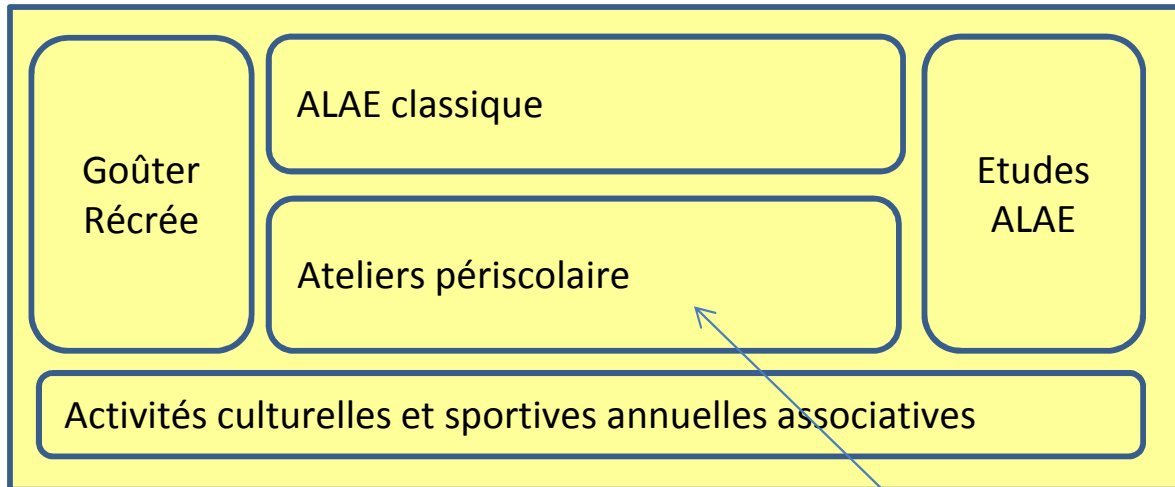 Goûter
Récrée
ALAE classique
Ateliers périscolaire
Etudes
ALAE
Activités culturelles et sportives annuelles associatives